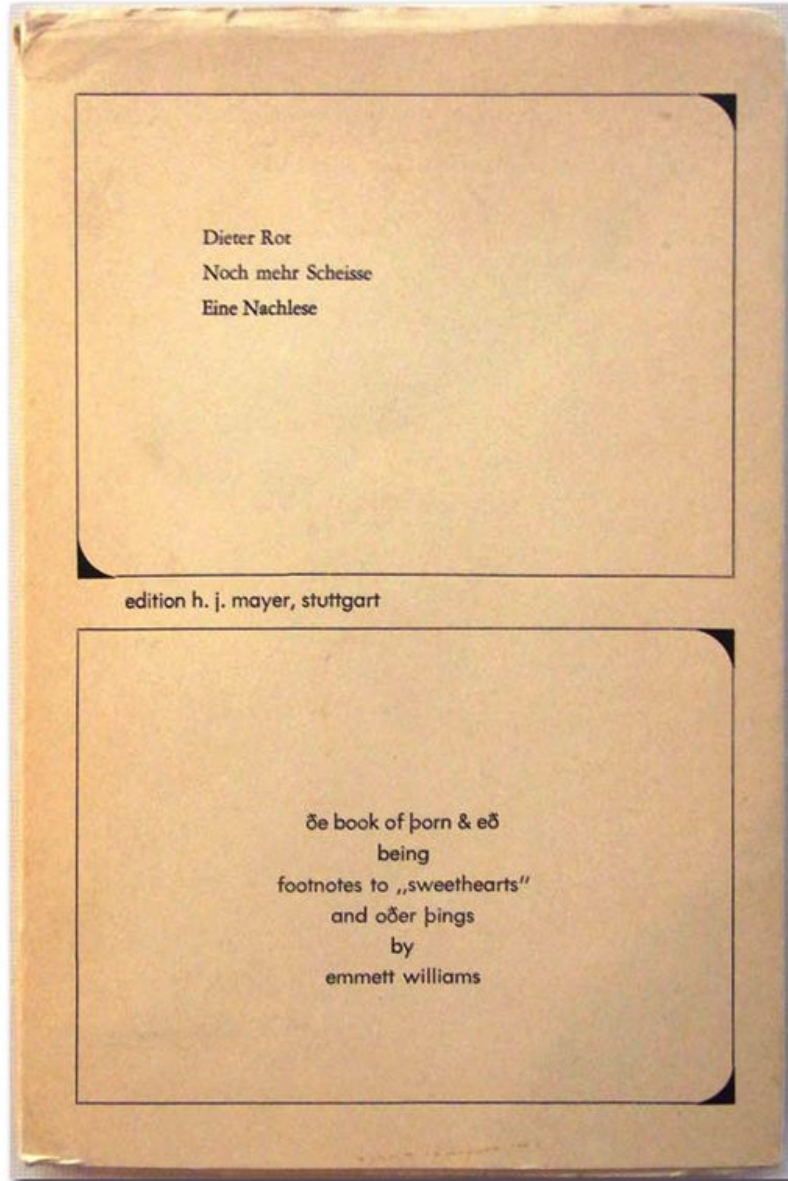 Dieter Rot
Noch mehr Scheisse
Eine Nachlese
edition h. j. mayer, stuttgart
ðe book of þorn & eð
being
footnotes to „sweethearts”
and oðer þings
by
emmett williams